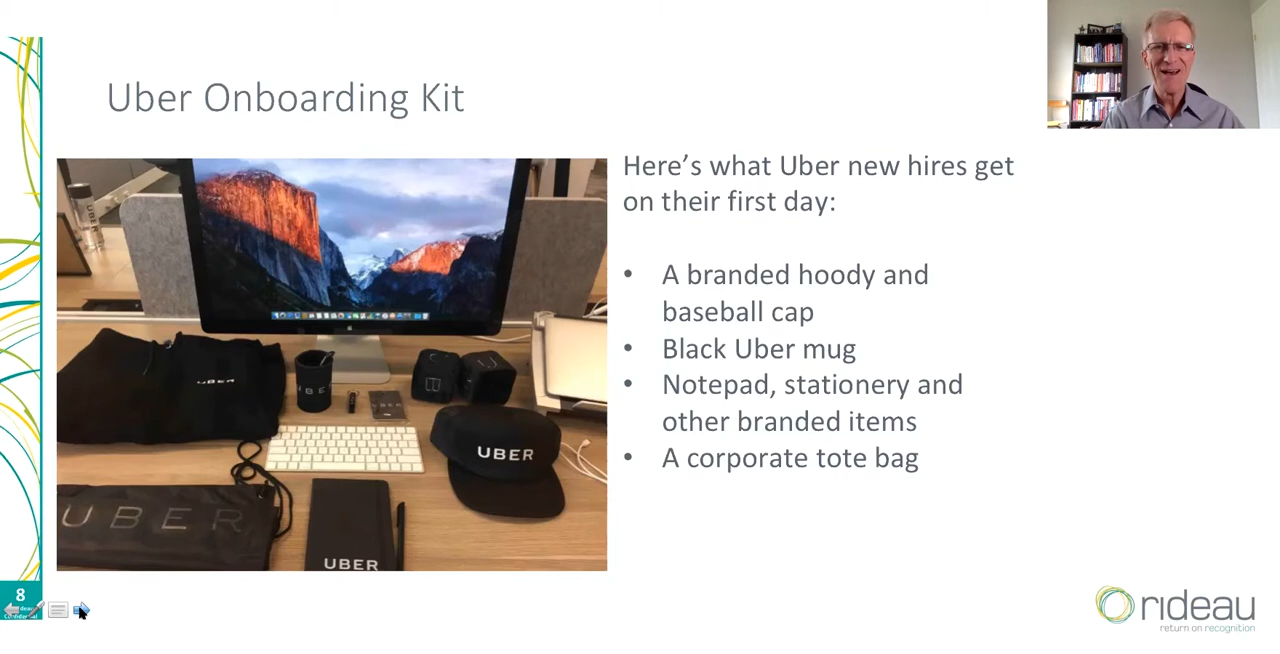 Uber Onboarding Kit
Here’s what Uber new hires get
on their first day:
• A branded hoody and
baseball cap
• Black Uber mug
• Notepad, stationery and
other branded items
• A corporate tote bag
UBER
UBER
UBER
UBER
UBER
8
Confidential
rideau
return on recognition